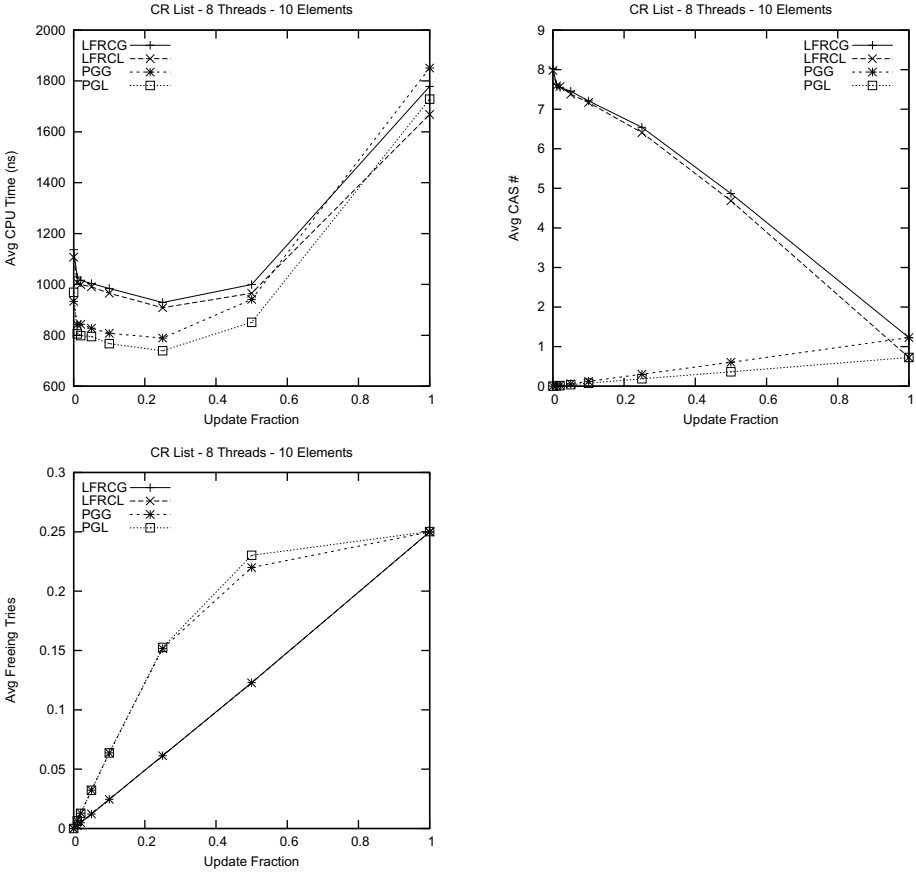 CR List - 8 Threads - 10 Elements
2000
1800
1600
1400
1200
1000
800
600
0
0.2
0.4
0.6
0.8
1
Avg CPU Time (ns)
Update Fraction
LFRCG
LFRCL
PGG
PGL
CR List - 8 Threads - 10 Elements
9
8
7
6
5
4
3
2
1
0
0
0.2
0.4
0.6
0.8
1
Avg CAS #
Update Fraction
LFRCG
LFRCL
PGG
PGL
CR List - 8 Threads - 10 Elements
0.3
0.25
0.2
0.15
0.1
0.05
0
0
0.2
0.4
0.6
0.8
1
Avg Freeing Tries
Update Fraction
LFRCG
LFRCL
PGG
PGL